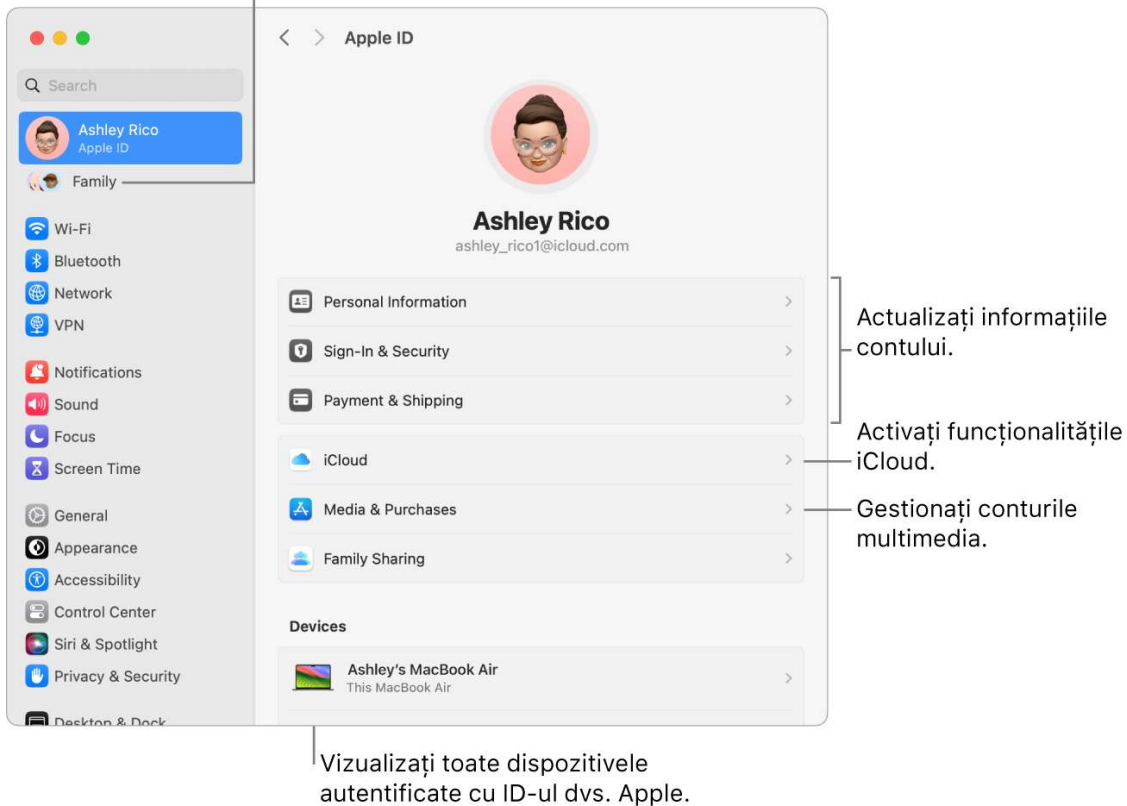 Apple ID
Search
Ashley Rico
Apple ID
Family
Wi-Fi
Bluetooth
Network
VPN
Notifications
Sound
Focus
Screen Time
General
Appearance
Accessibility
Control Center
Siri & Spotlight
Privacy & Security
Desktop & Dock
Ashley Rico
ashley_rico1@icloud.com
Personal Information
Sign-In & Security
Payment & Shipping
iCloud
Media & Purchases
Family Sharing
Devices
Ashley's MacBook Air
This MacBook Air
Actualizați informațiile
contului.
Activați funcționalitățile
iCloud.
Gestionați conturile
multimedia.
Vizualizați toate dispozitivele
autentificate cu ID-ul dvs. Apple.